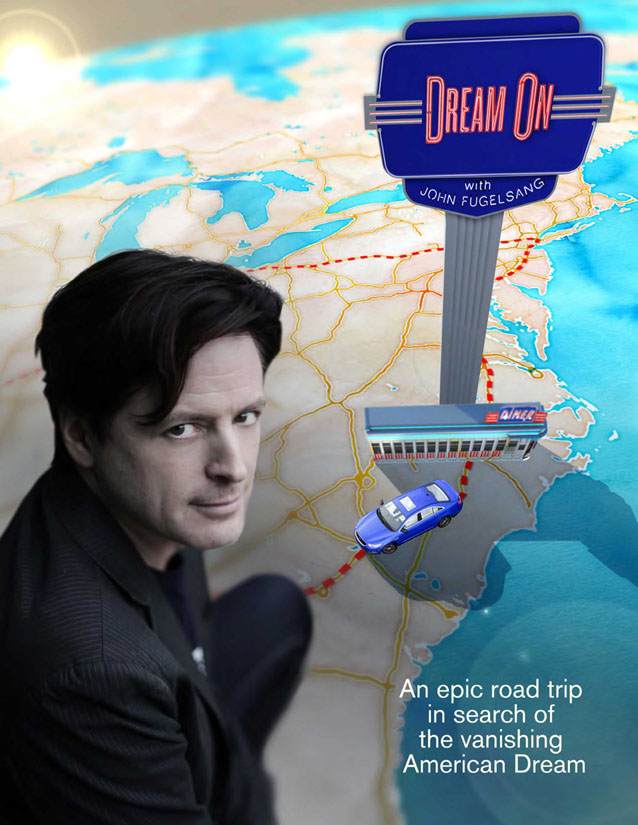 DREAM ON
with
JOHN FUGELSANG
DINER
An epic road trip
in search of
the vanishing
American Dream